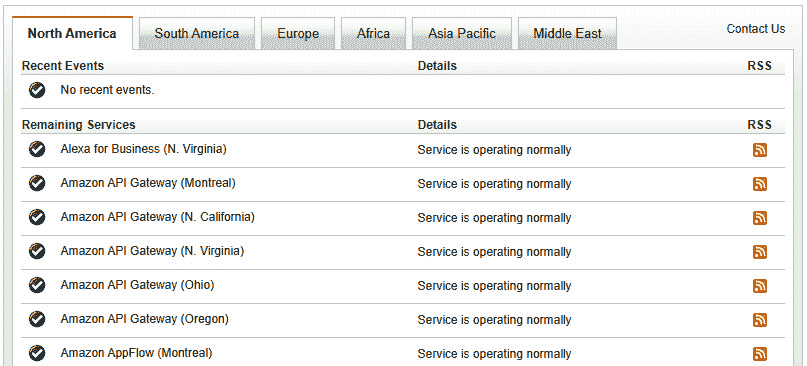 North America South America Europe Africa Asia Pacific Middle East Contact Us
Recent Events Details RSS
No recent events.
Remaining Services Details RSS
Alexa for Business (N. Virginia) Service is operating normally
Amazon API Gateway (Montreal) Service is operating normally
Amazon API Gateway (N. California) Service is operating normally
Amazon API Gateway (N. Virginia) Service is operating normally
Amazon API Gateway (Ohio) Service is operating normally
Amazon API Gateway (Oregon) Service is operating normally
Amazon AppFlow (Montreal) Service is operating normally